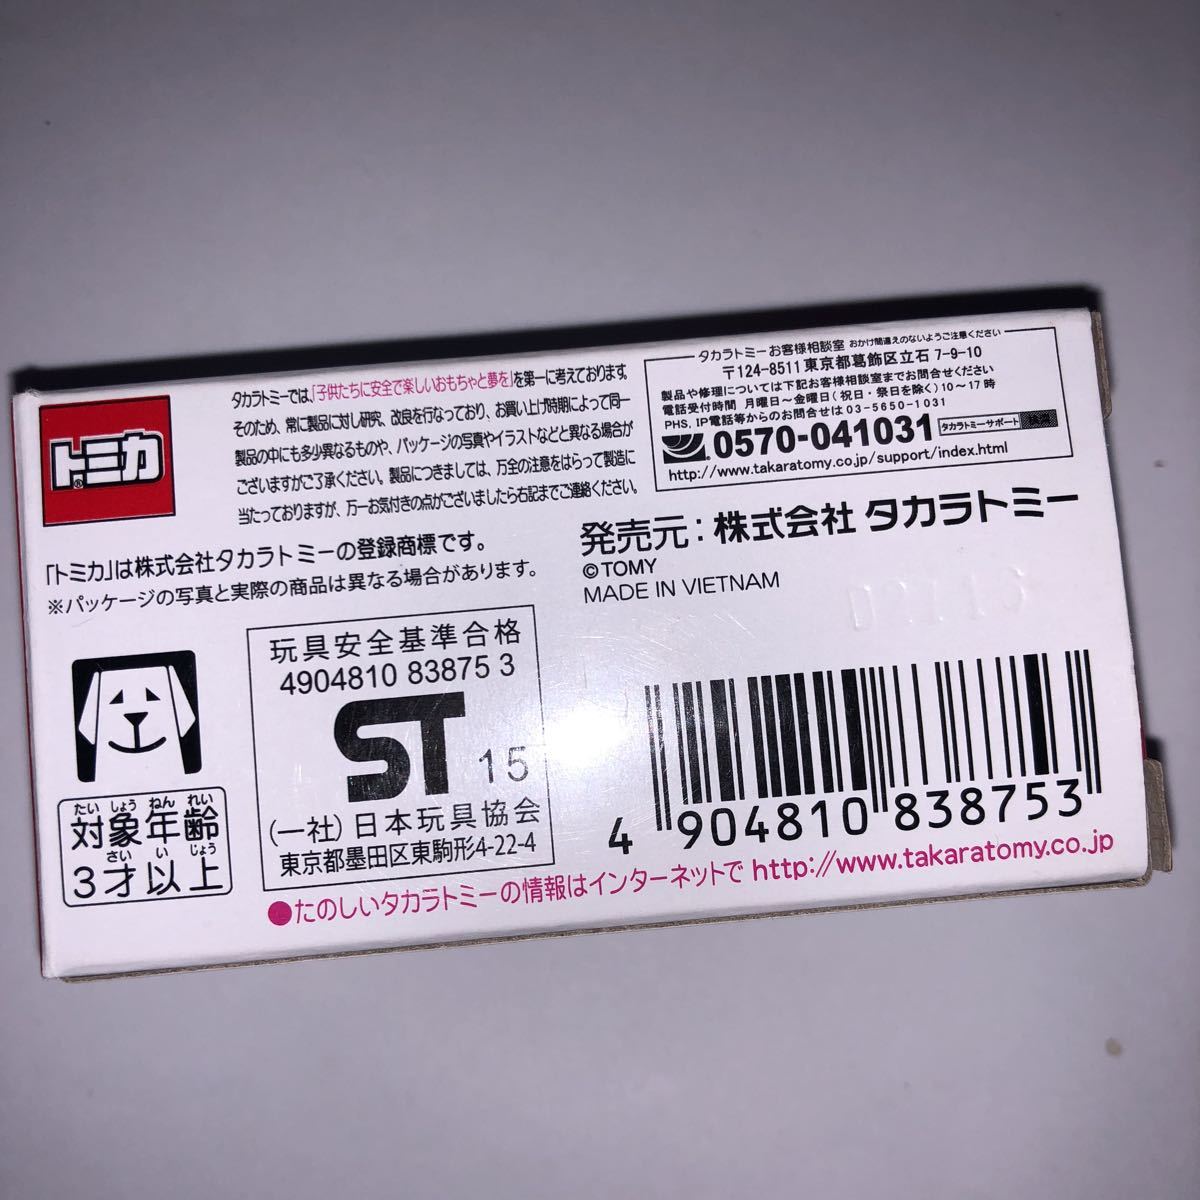 トミカ®
タカラトミーでは、「子供たちに安全で楽しいおもちゃと夢を」を第一に考えております。
そのため、常に製品に対し研究、改良を行なっており、お買い上げ時期によって同一
製品の中にも多少異なるものや、パッケージの写真やイラストなどと異なる場合が
ございますがご了承ください。製品につきましては、万全の注意をはらって製造に
当たっておりますが、万一お気付きの点がございましたら右記までご連絡ください。
タカラトミーお客様相談室 おかけ間違えのないようご注意ください
〒124-8511 東京都葛飾区立石 7-9-10
製品や修理については下記お客様相談室までお問合せください
電話受付時間 月曜日〜金曜日(祝日・祭日を除く)10〜17時
PHS、IP電話等からのお問合せは 03-5650-1031
0570-041031 タカラトミーサポート
http://www.takaratomy.co.jp/support/index.html
「トミカ」は株式会社タカラトミーの登録商標です。
※パッケージの写真と実際の商品は異なる場合があります。
発売元：株式会社 タカラトミー
©TOMY
MADE IN VIETNAM
たいしょうねんれい
対象年齢
さいいじょう
3才以上
玩具安全基準合格
4904810 83875 3
ST 15
(一社)日本玩具協会
東京都墨田区東駒形4-22-4
4 904810 838753
●たのしいタカラトミーの情報はインターネットで http://www.takaratomy.co.jp